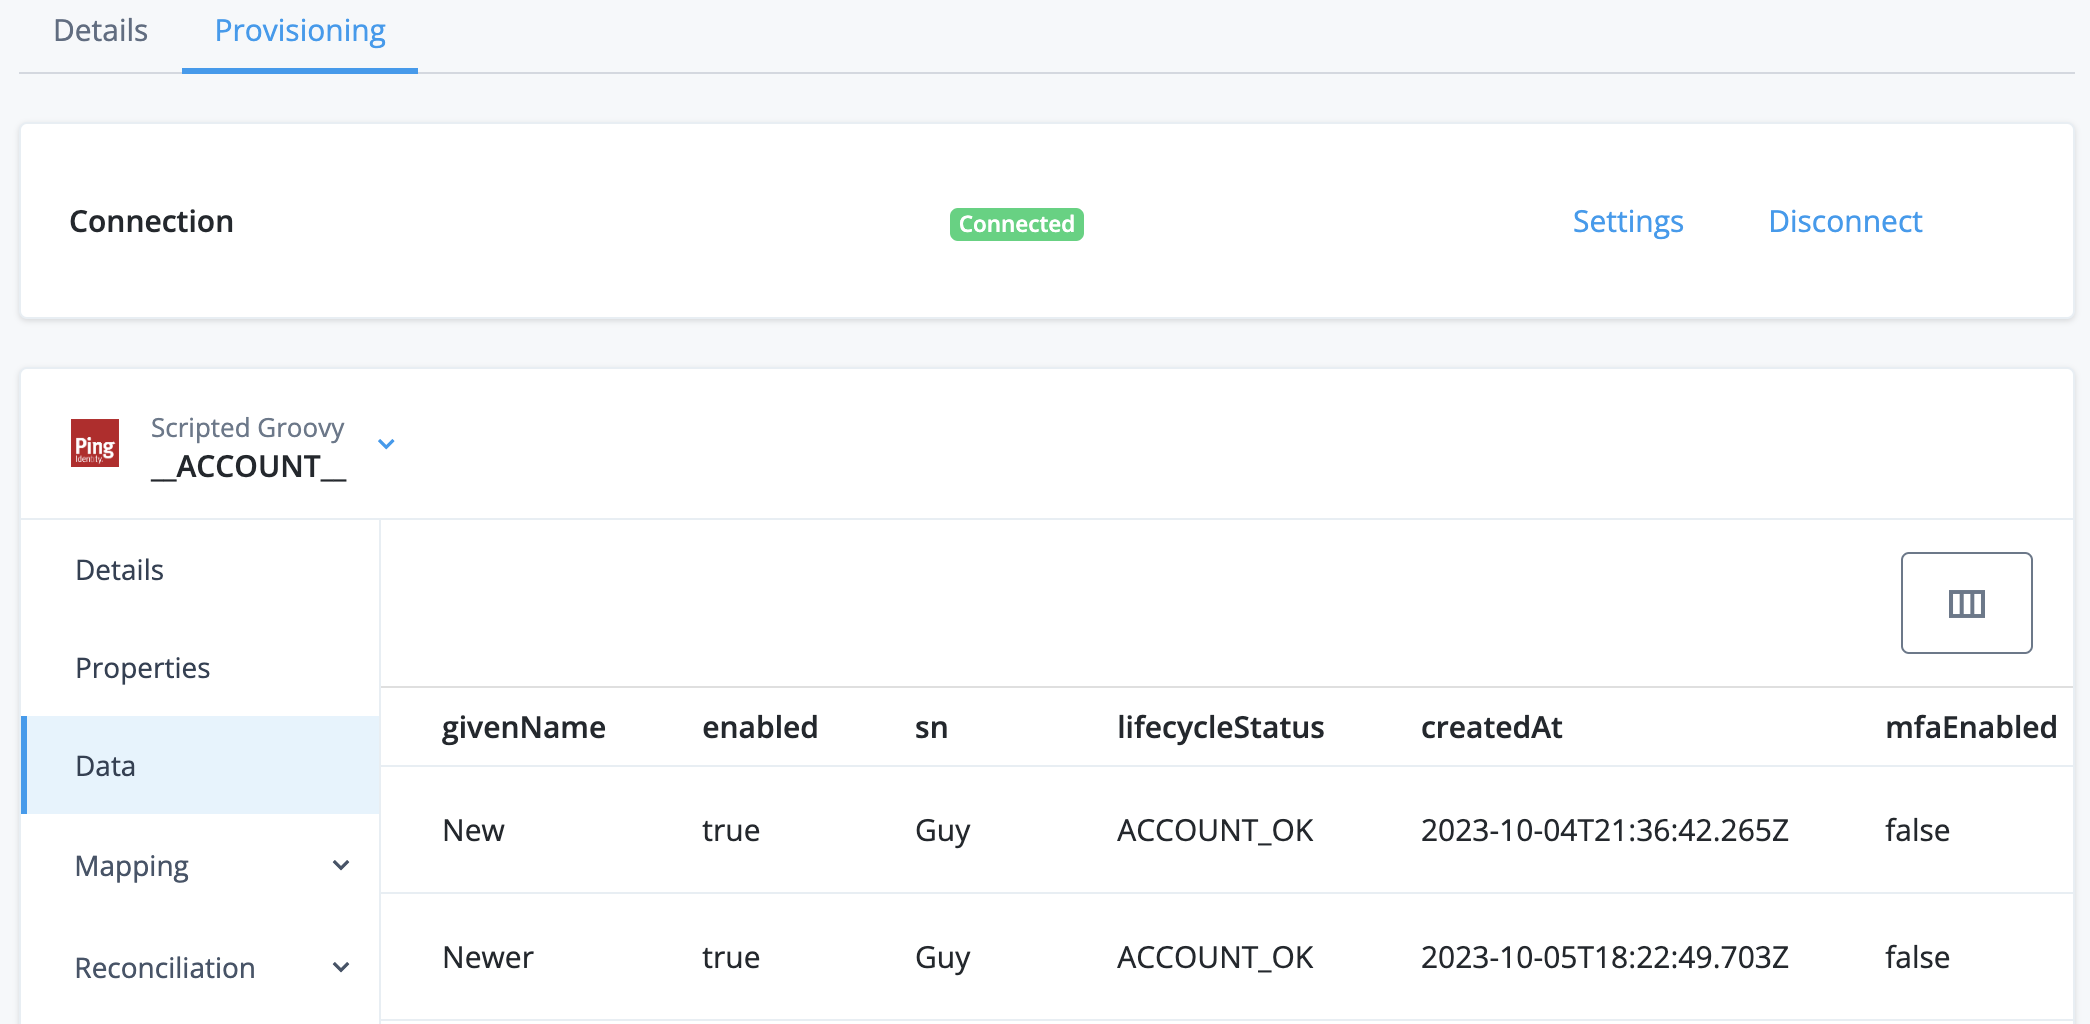 Details Provisioning
Connection Connected Settings Disconnect
Ping
Identity.
Scripted Groovy
__ACCOUNT__
Details
Properties
Data
Mapping
Reconciliation
givenName enabled sn lifecycleStatus createdAt mfaEnabled
New true Guy ACCOUNT_OK 2023-10-04T21:36:42.265Z false
Newer true Guy ACCOUNT_OK 2023-10-05T18:22:49.703Z false